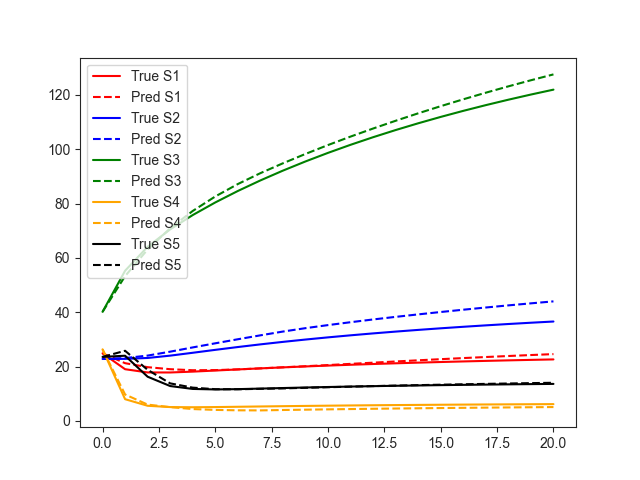 True S1
Pred S1
True S2
Pred S2
True S3
Pred S3
True S4
Pred S4
True S5
Pred S5
120
100
80
60
40
20
0
0.0 2.5 5.0 7.5 10.0 12.5 15.0 17.5 20.0